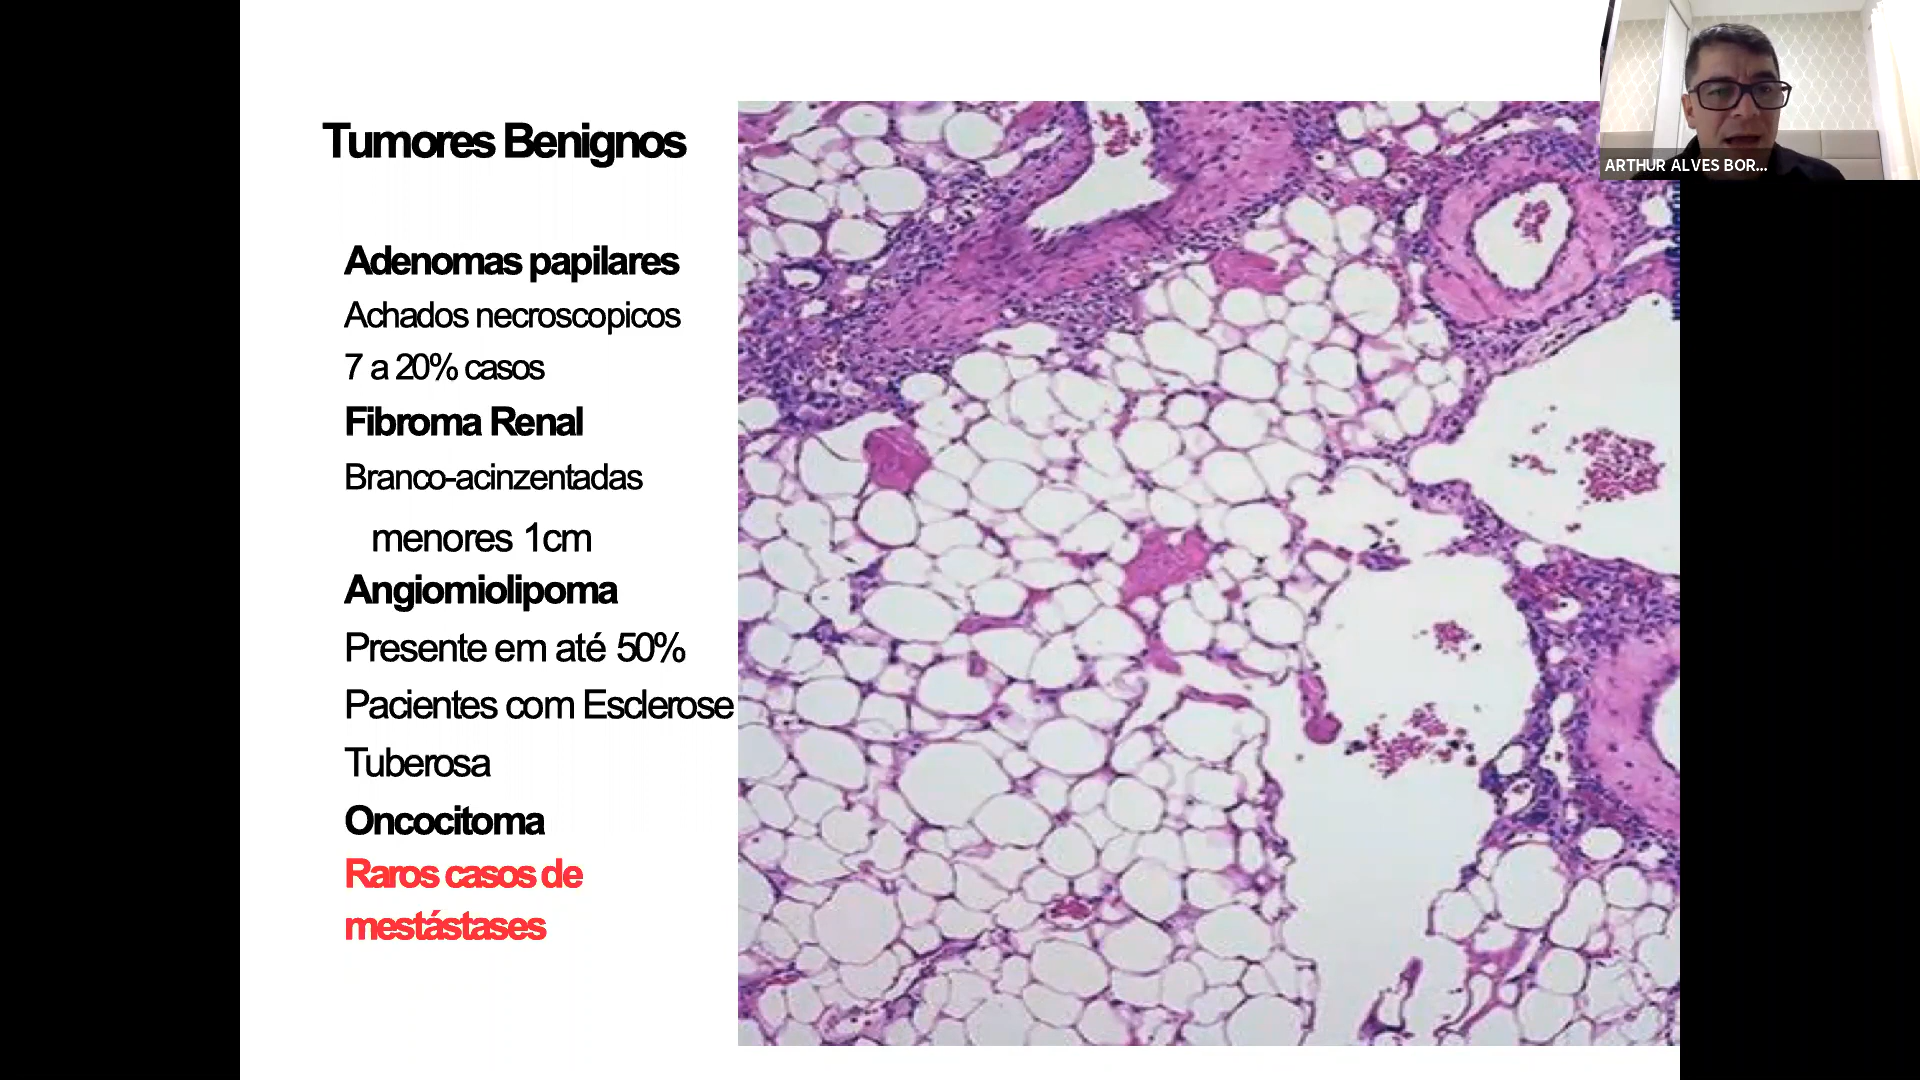 Tumores Benignos
Adenomas papilares
Achados necroscopicos
7 a 20% casos
Fibroma Renal
Branco-acinzentadas
menores 1cm
Angiomiolipoma
Presente em até 50%
Pacientes com Esclerose
Tuberosa
Oncocitoma
Raros casos de
mestástases
ARTHUR ALVES BOR...